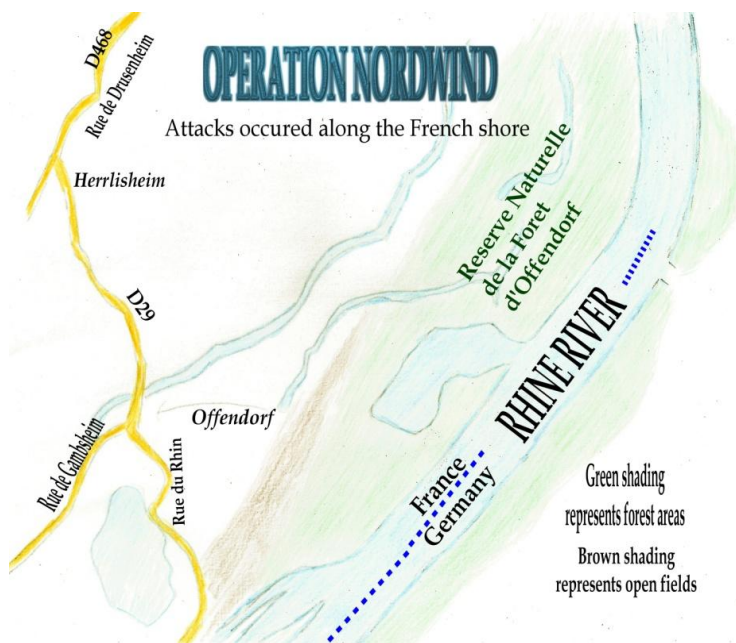 OPERATION NORDWIND
Attacks occured along the French shore
D468
Rue de Drusenheim
Herrlisheim
Reserve Naturelle
de la Foret
d'Offendorf
D29
RHINE RIVER
Offendorf
Rue de Gambsheim
Rue du Rhin
France
Germany
Green shading
represents forest areas
Brown shading
represents open fields